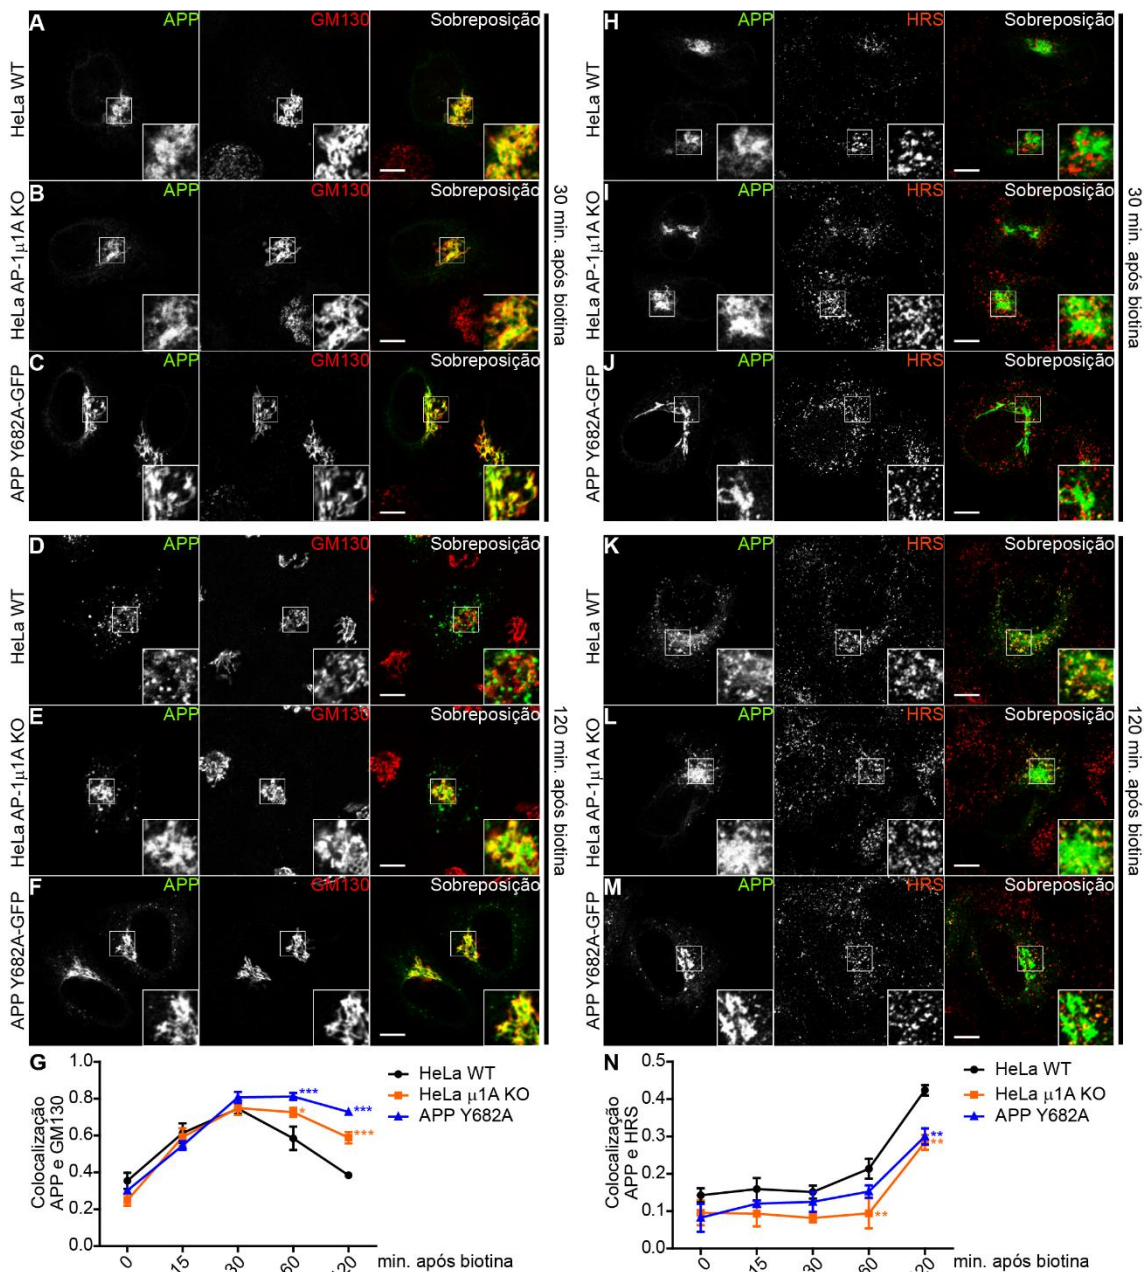 A APP GM130 Sobreposição
HeLa WT
B APP GM130 Sobreposição
HeLa AP-1μ1A KO
C APP GM130 Sobreposição
APP Y682A-GFP
30 min. após biotina
D APP GM130 Sobreposição
HeLa WT
E APP GM130 Sobreposição
HeLa AP-1μ1A KO
F APP GM130 Sobreposição
APP Y682A-GFP
120 min. após biotina
G
Colocalização
APP e GM130
1.0
0.8
0.6
0.4
0.2
0.0
HeLa WT
HeLa μ1A KO
APP Y682A
***
*
***
***
0 15 30 60 120 min. após biotina
H APP HRS Sobreposição
HeLa WT
I APP HRS Sobreposição
HeLa AP-1μ1A KO
J APP HRS Sobreposição
APP Y682A-GFP
30 min. após biotina
K APP HRS Sobreposição
HeLa WT
L APP HRS Sobreposição
HeLa AP-1μ1A KO
M APP HRS Sobreposição
APP Y682A-GFP
120 min. após biotina
N
Colocalização
APP e HRS
0.5
0.4
0.3
0.2
0.1
0.0
HeLa WT
HeLa μ1A KO
APP Y682A
**
**
**
0 15 30 60 120 min. após biotina